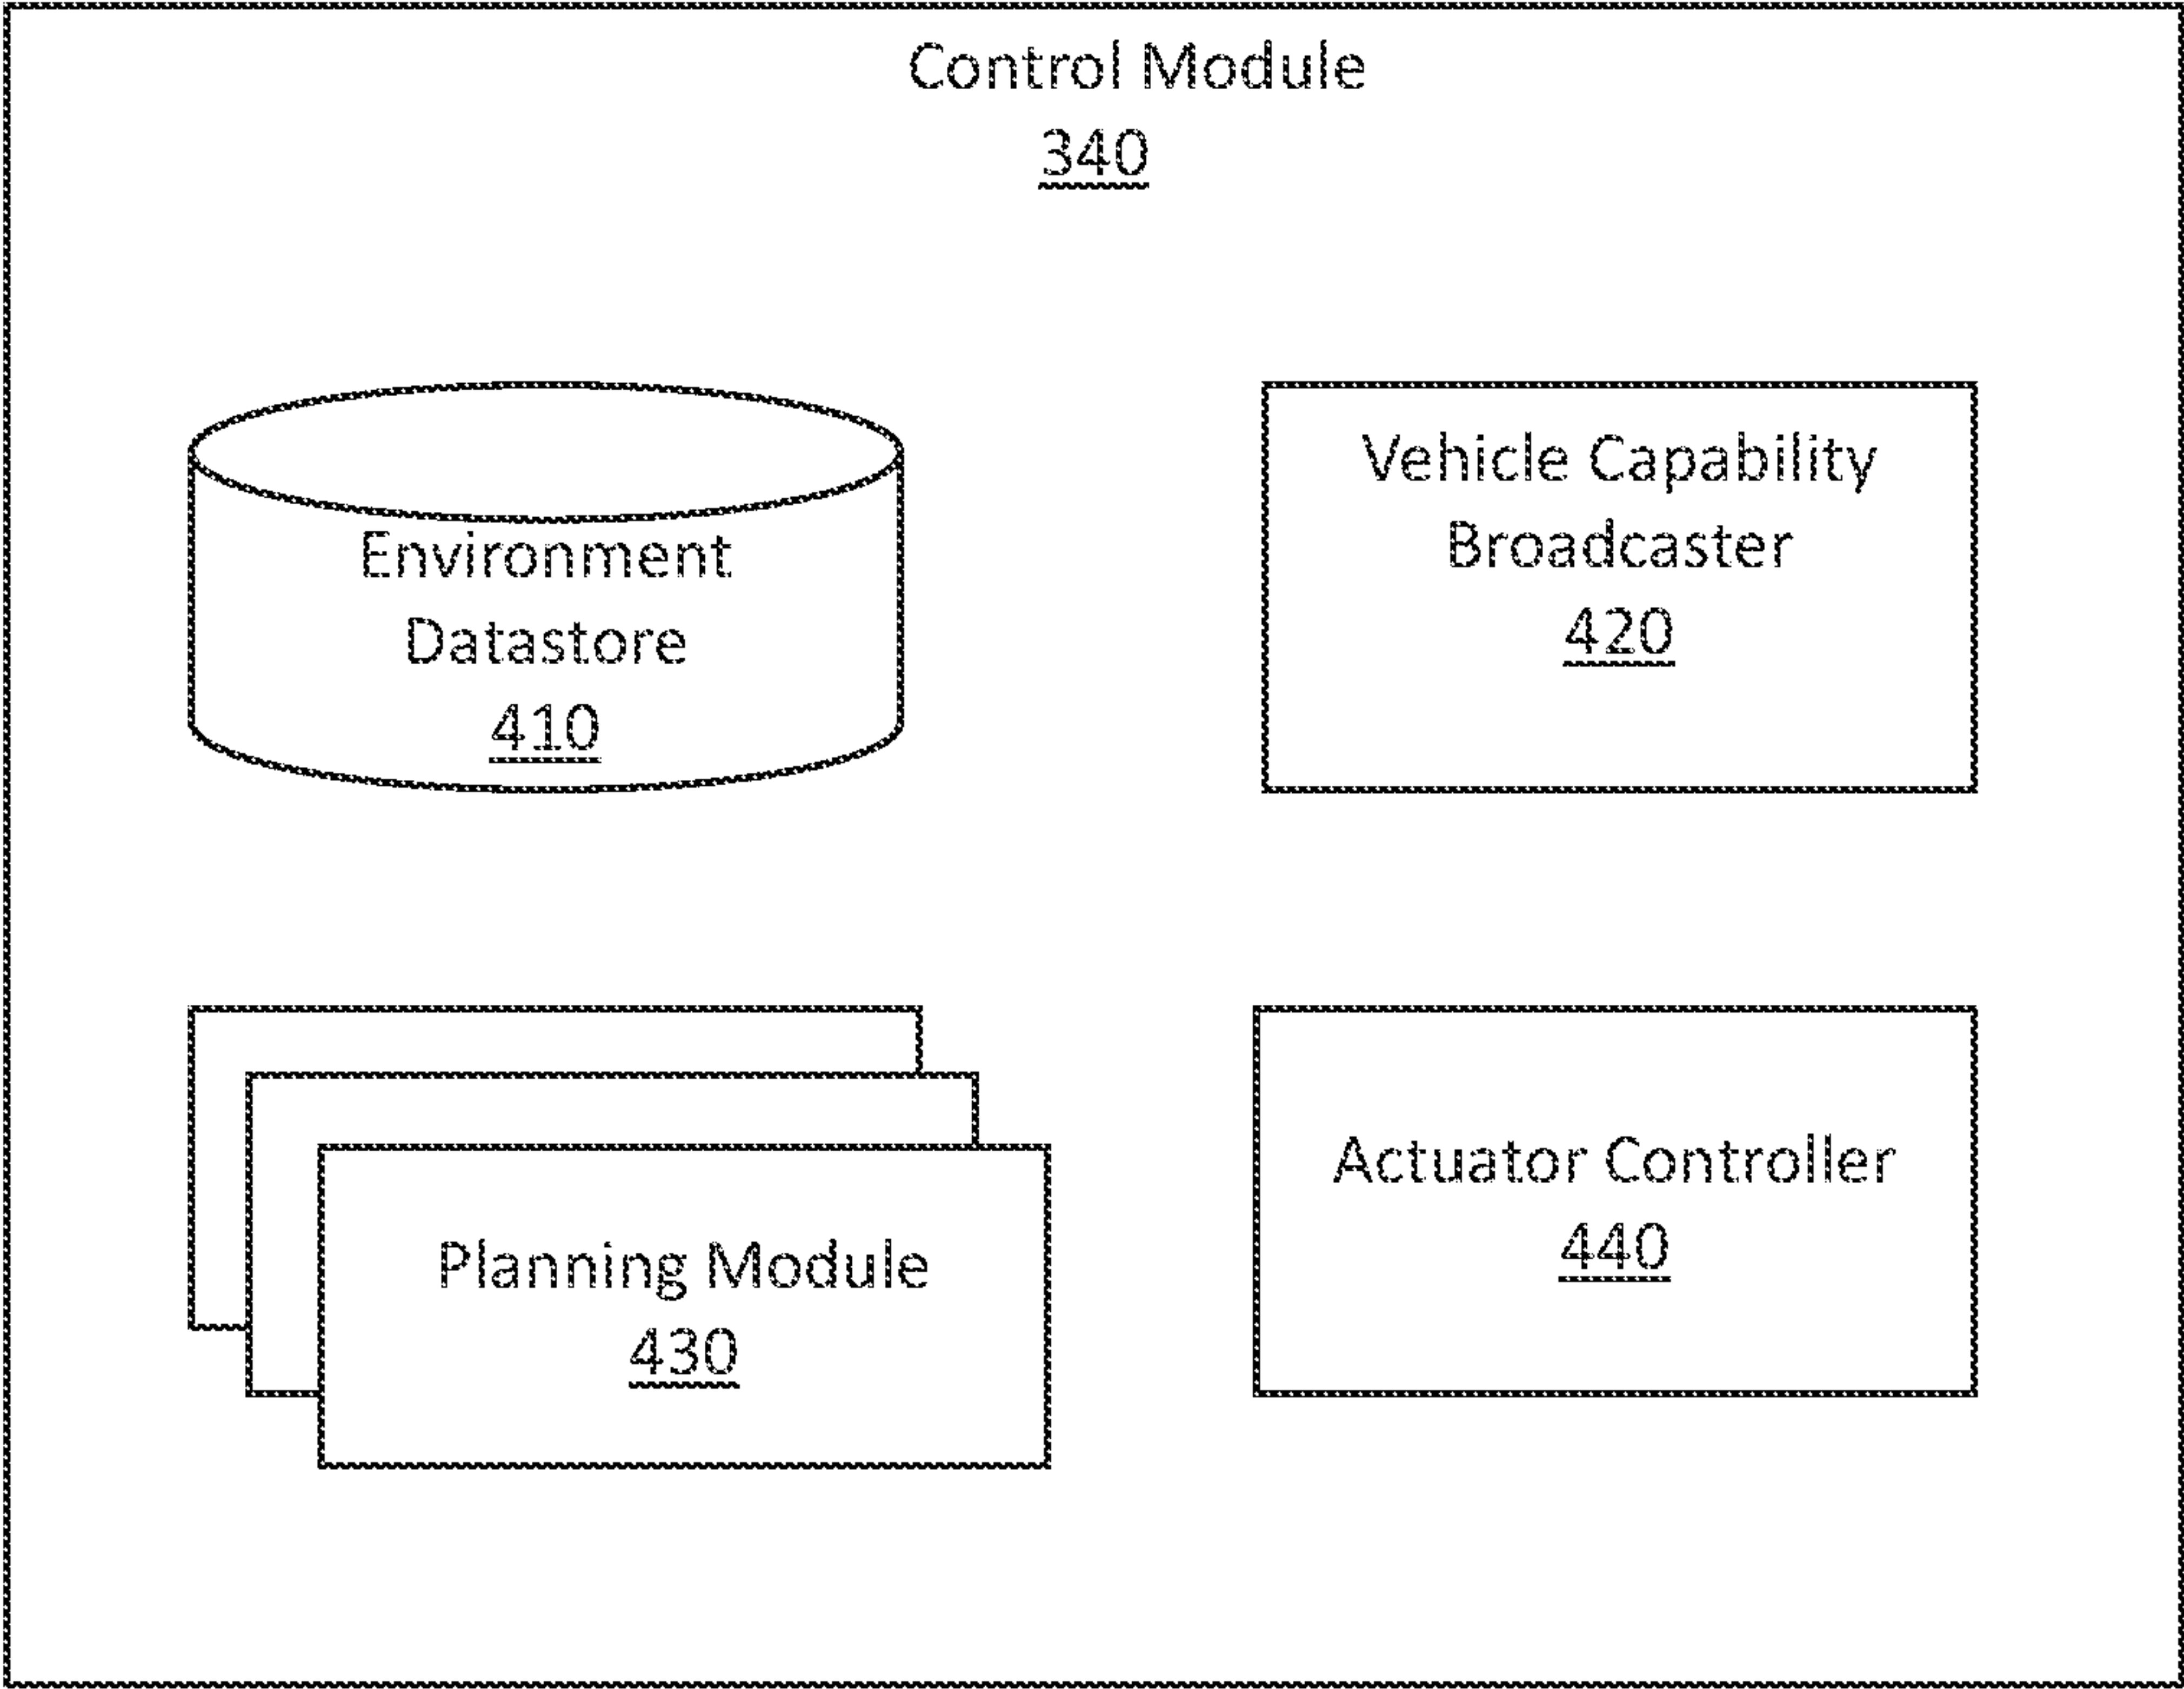 Control Module
340
Environment
Datastore
410
Vehicle Capability
Broadcaster
420
Planning Module
430
Actuator Controller
440